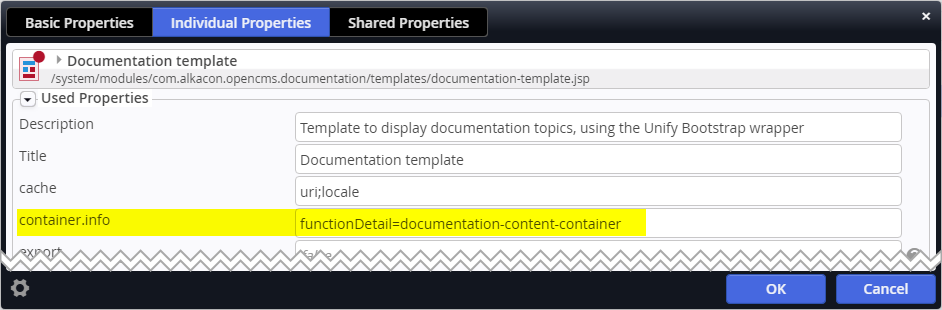 Basic Properties Individual Properties Shared Properties ×
Documentation template
/system/modules/com.alkacon.opencms.documentation/templates/documentation-template.jsp
Used Properties
Description Template to display documentation topics, using the Unify Bootstrap wrapper
Title Documentation template
cache uri;locale
container.info functionDetail=documentation-content-container
export false
OK Cancel